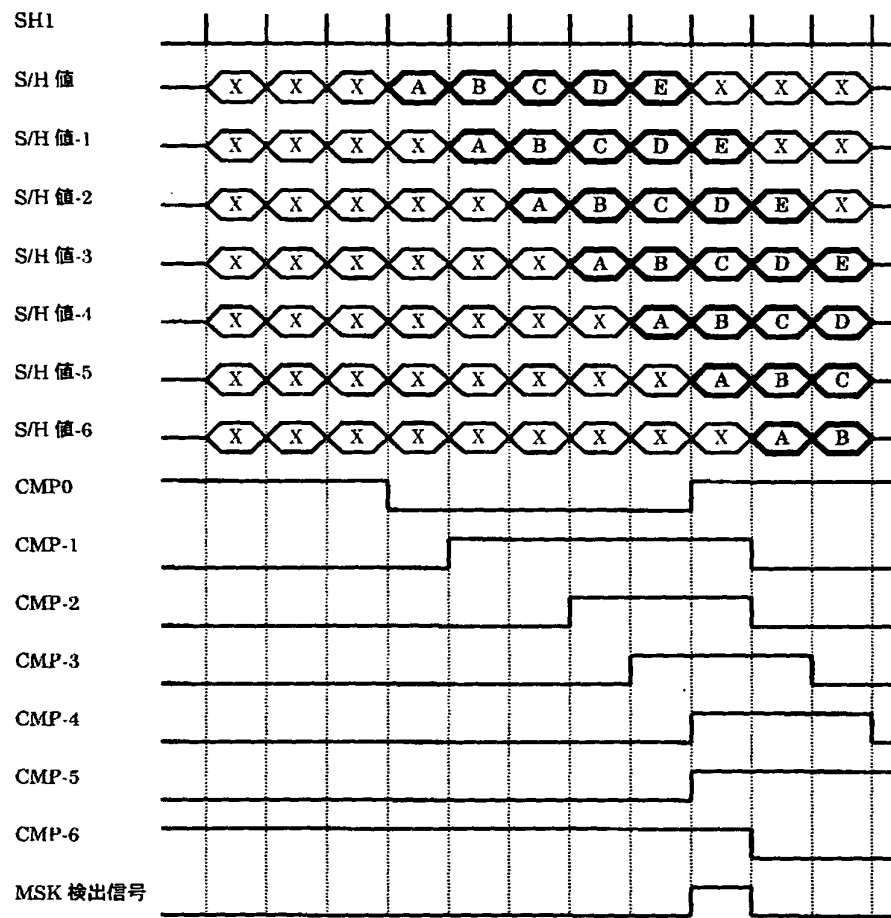 SH1
S/H 値 X X X A B C D E X X X
S/H 値-1 X X X X A B C D E X X
S/H 値-2 X X X X X A B C D E X
S/H 値-3 X X X X X X A B C D E
S/H 値-4 X X X X X X X A B C D
S/H 値-5 X X X X X X X X A B C
S/H 値-6 X X X X X X X X X A B
CMP0
CMP-1
CMP-2
CMP-3
CMP-4
CMP-5
CMP-6
MSK 検出信号